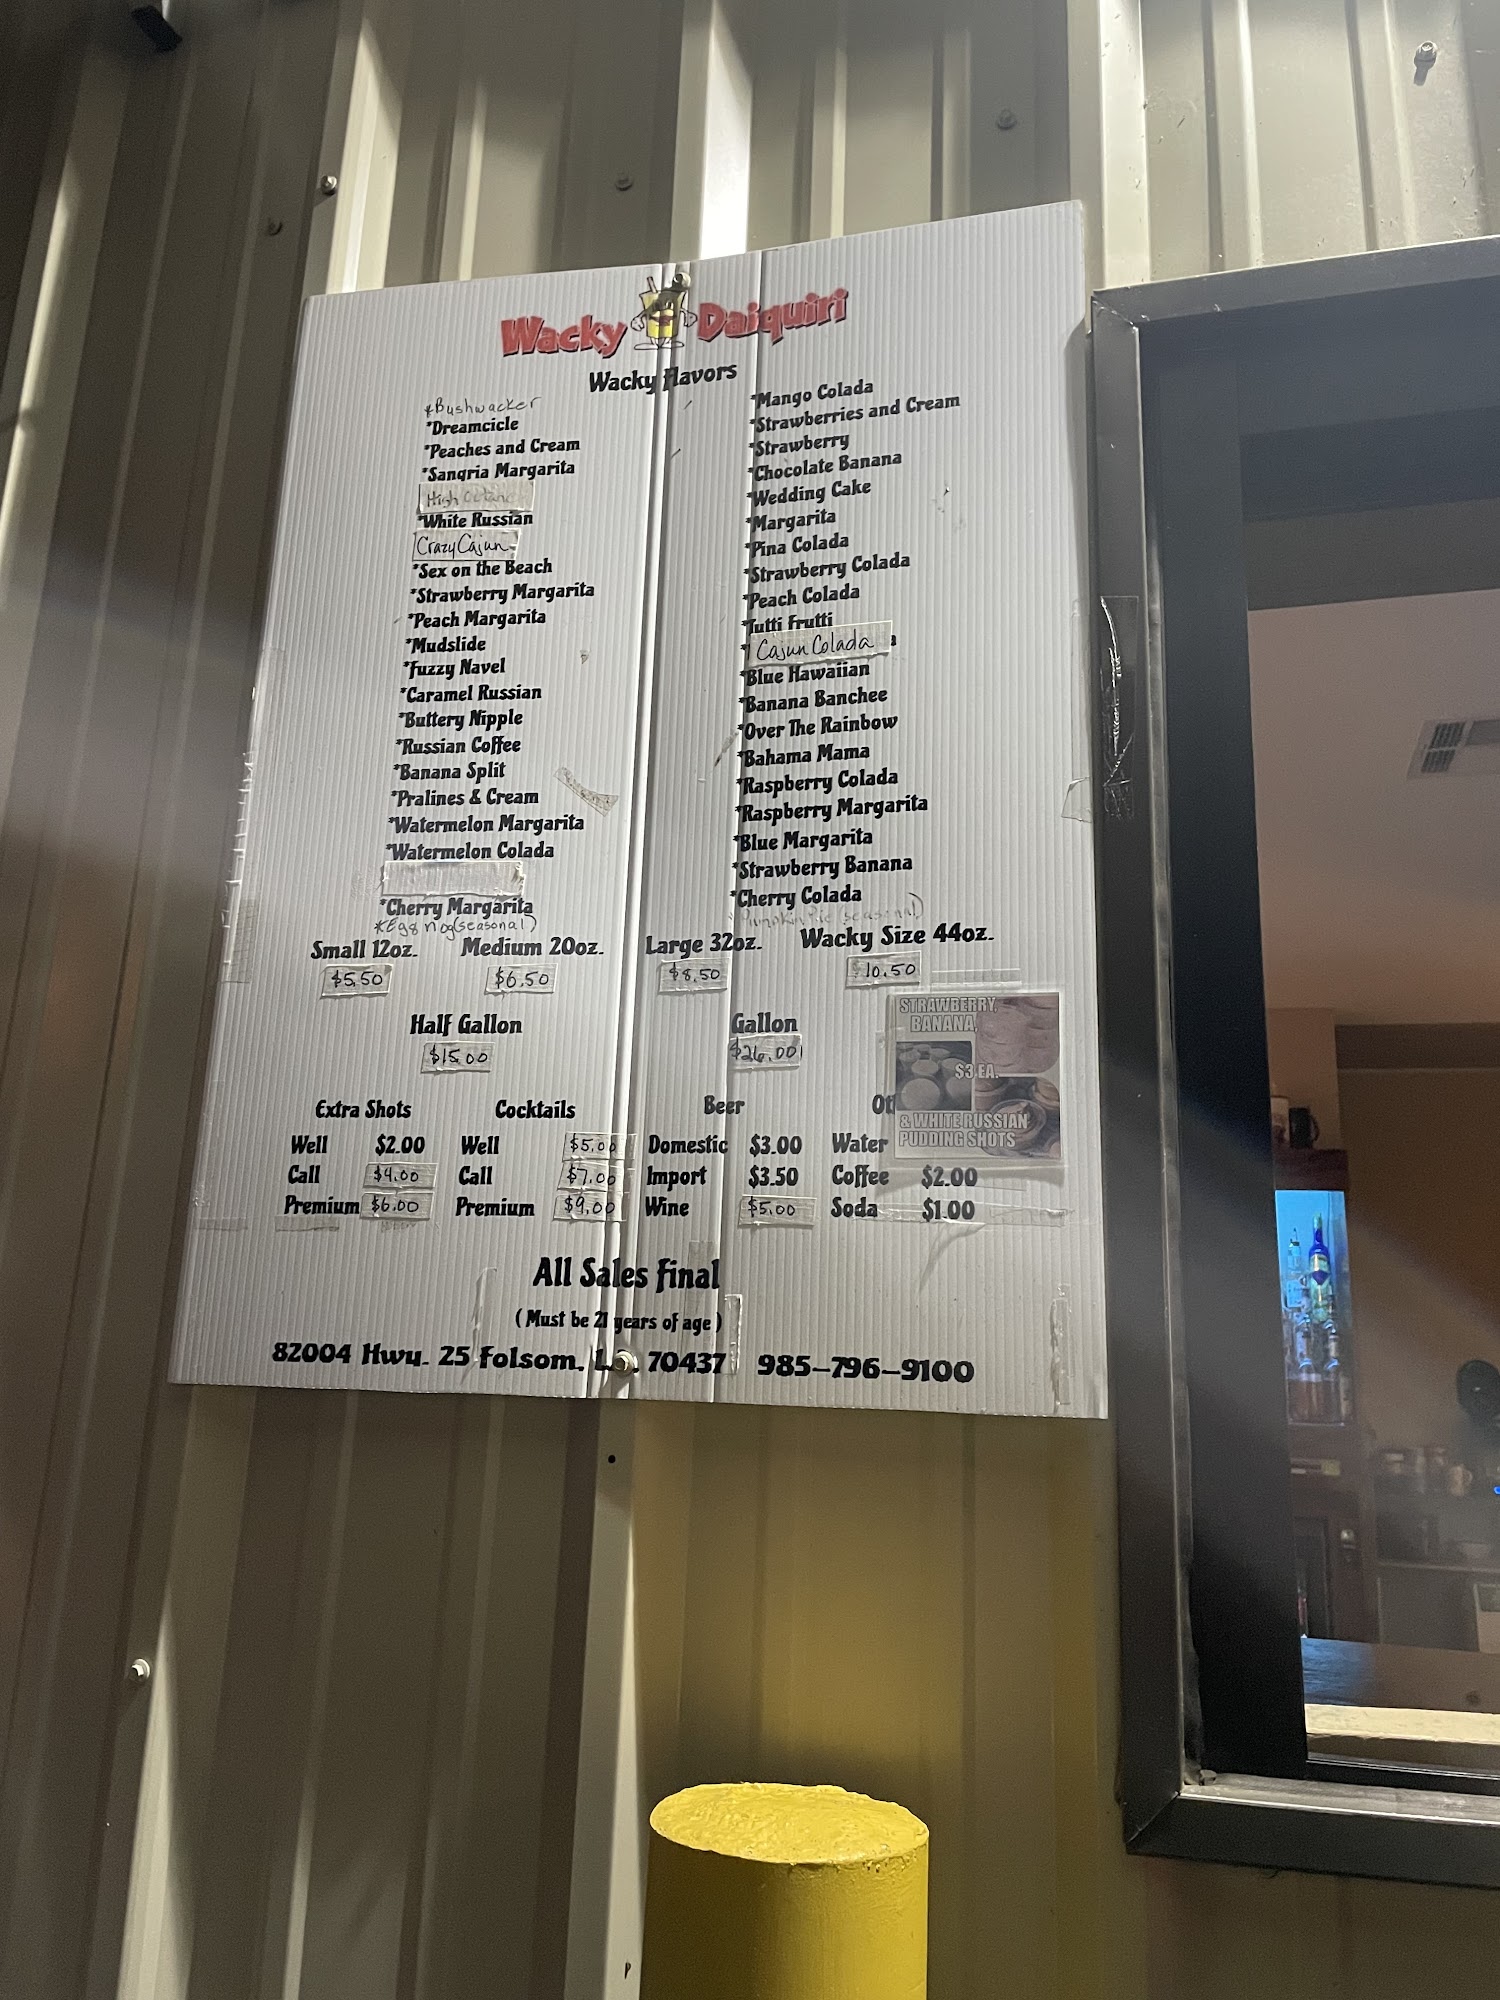 Wacky Daiquiri
Wacky Flavors
*Bushwacker
*Dreamcicle
*Peaches and Cream
*Sangria Margarita
High Octane
*White Russian
Crazy Cajun
*Sex on the Beach
*Strawberry Margarita
*Peach Margarita
*Mudslide
*Fuzzy Navel
*Caramel Russian
*Buttery Nipple
*Russian Coffee
*Banana Split
*Pralines & Cream
*Watermelon Margarita
*Watermelon Colada
*Cherry Margarita
*Egg nog (seasonal)
*Mango Colada
*Strawberries and Cream
*Strawberry
*Chocolate Banana
*Wedding Cake
*Margarita
*Pina Colada
*Strawberry Colada
*Peach Colada
*Tutti Frutti
Cajun Colada
*Blue Hawaiian
*Banana Banchee
*Over The Rainbow
*Bahama Mama
*Raspberry Colada
*Raspberry Margarita
*Blue Margarita
*Strawberry Banana
*Cherry Colada
*Pumpkin Pie (seasonal)
Small 12oz. Medium 20oz. Large 32oz. Wacky Size 44oz.
$5.50 $6.50 $8.50 $10.50
Half Gallon Gallon
$15.00 $26.00
STRAWBERRY,
BANANA,
$3 EA.
& WHITE RUSSIAN
PUDDING SHOTS
Extra Shots Cocktails Beer
Well $2.00 Well $5.00 Domestic $3.00 Water
Call $4.00 Call $7.00 Import $3.50 Coffee $2.00
Premium $6.00 Premium $9.00 Wine $5.00 Soda $1.00
All Sales Final
(Must be 21 years of age)
82004 Hwy. 25 Folsom, 70437 985-796-9100